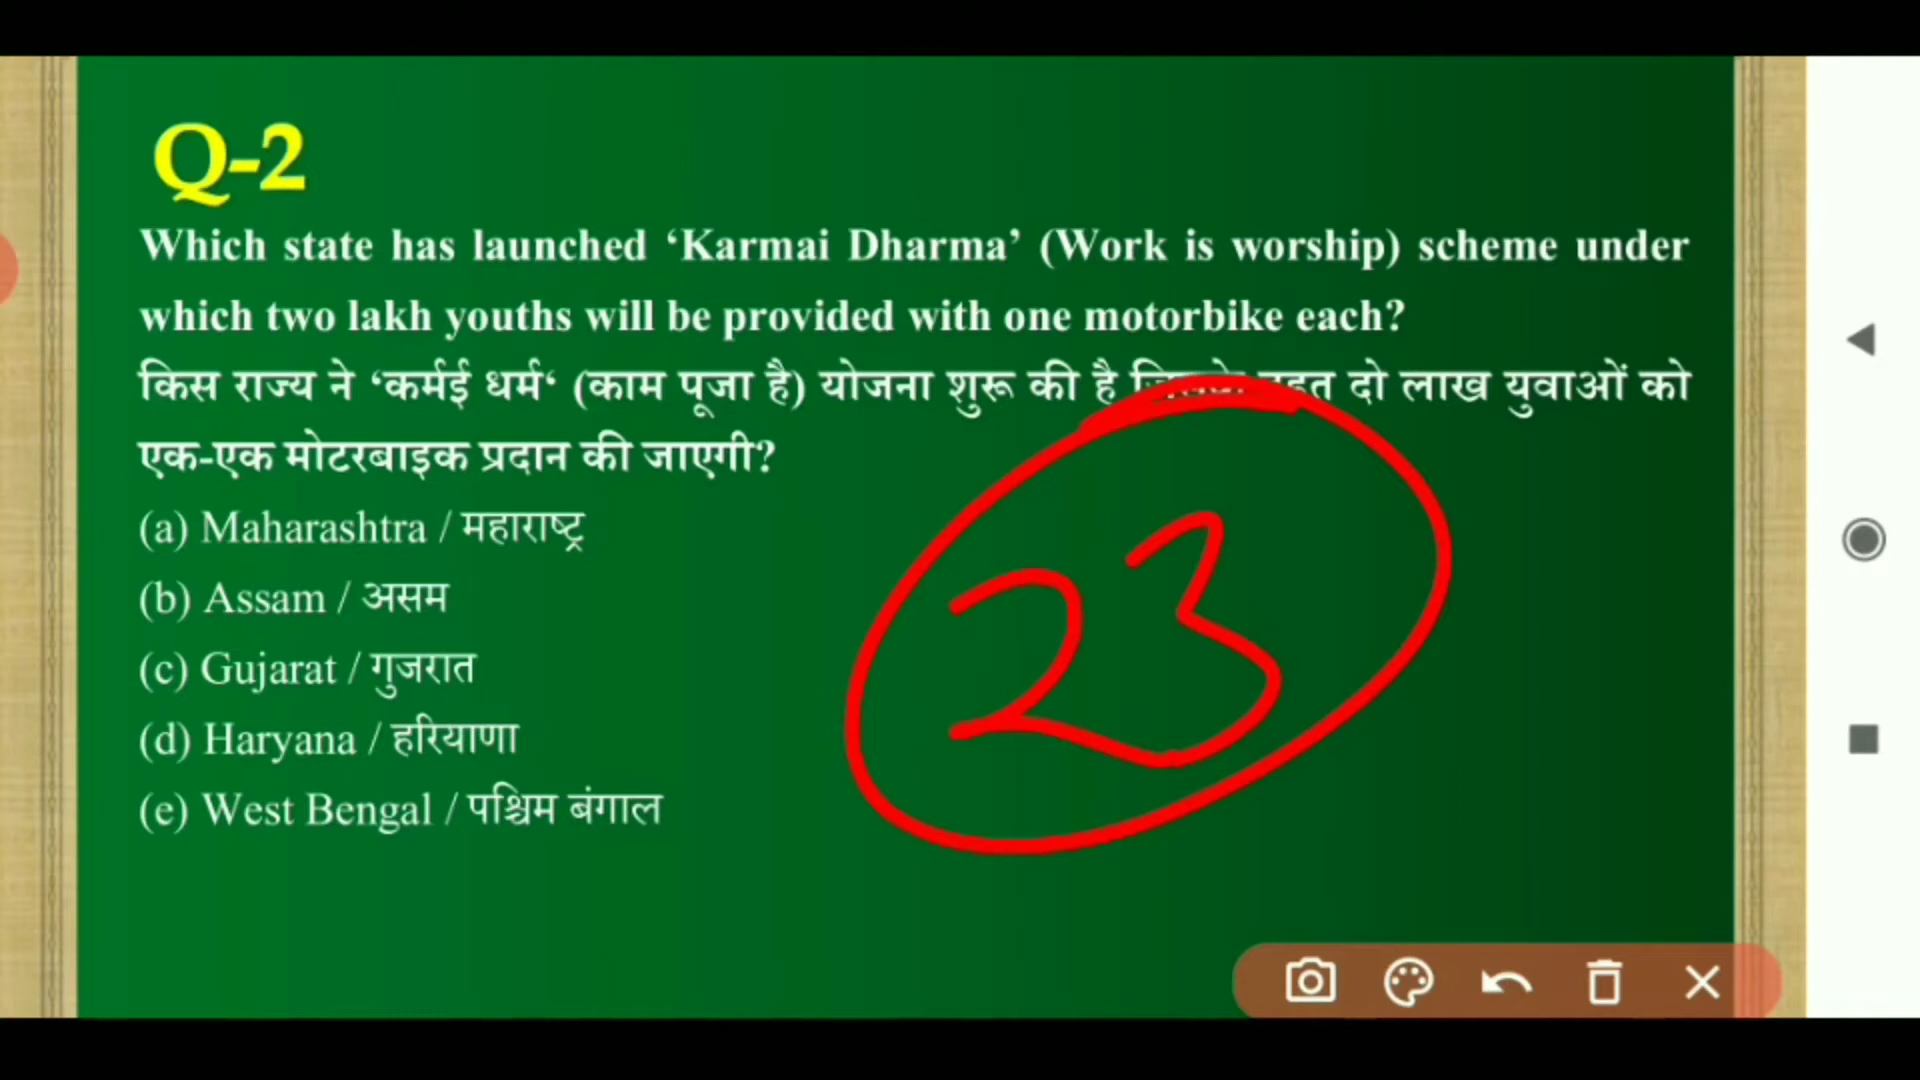 Q-2
Which state has launched ‘Karmai Dharma’ (Work is worship) scheme under
which two lakh youths will be provided with one motorbike each?
किस राज्य ने ‘कर्मई धर्म‘ (काम पूजा है) योजना शुरू की है दो लाख युवाओं को
एक-एक मोटरबाइक प्रदान की जाएगी?
(a) Maharashtra / महाराष्ट्र
(b) Assam / असम
(c) Gujarat / गुजरात
(d) Haryana / हरियाणा
(e) West Bengal / पश्चिम बंगाल
23